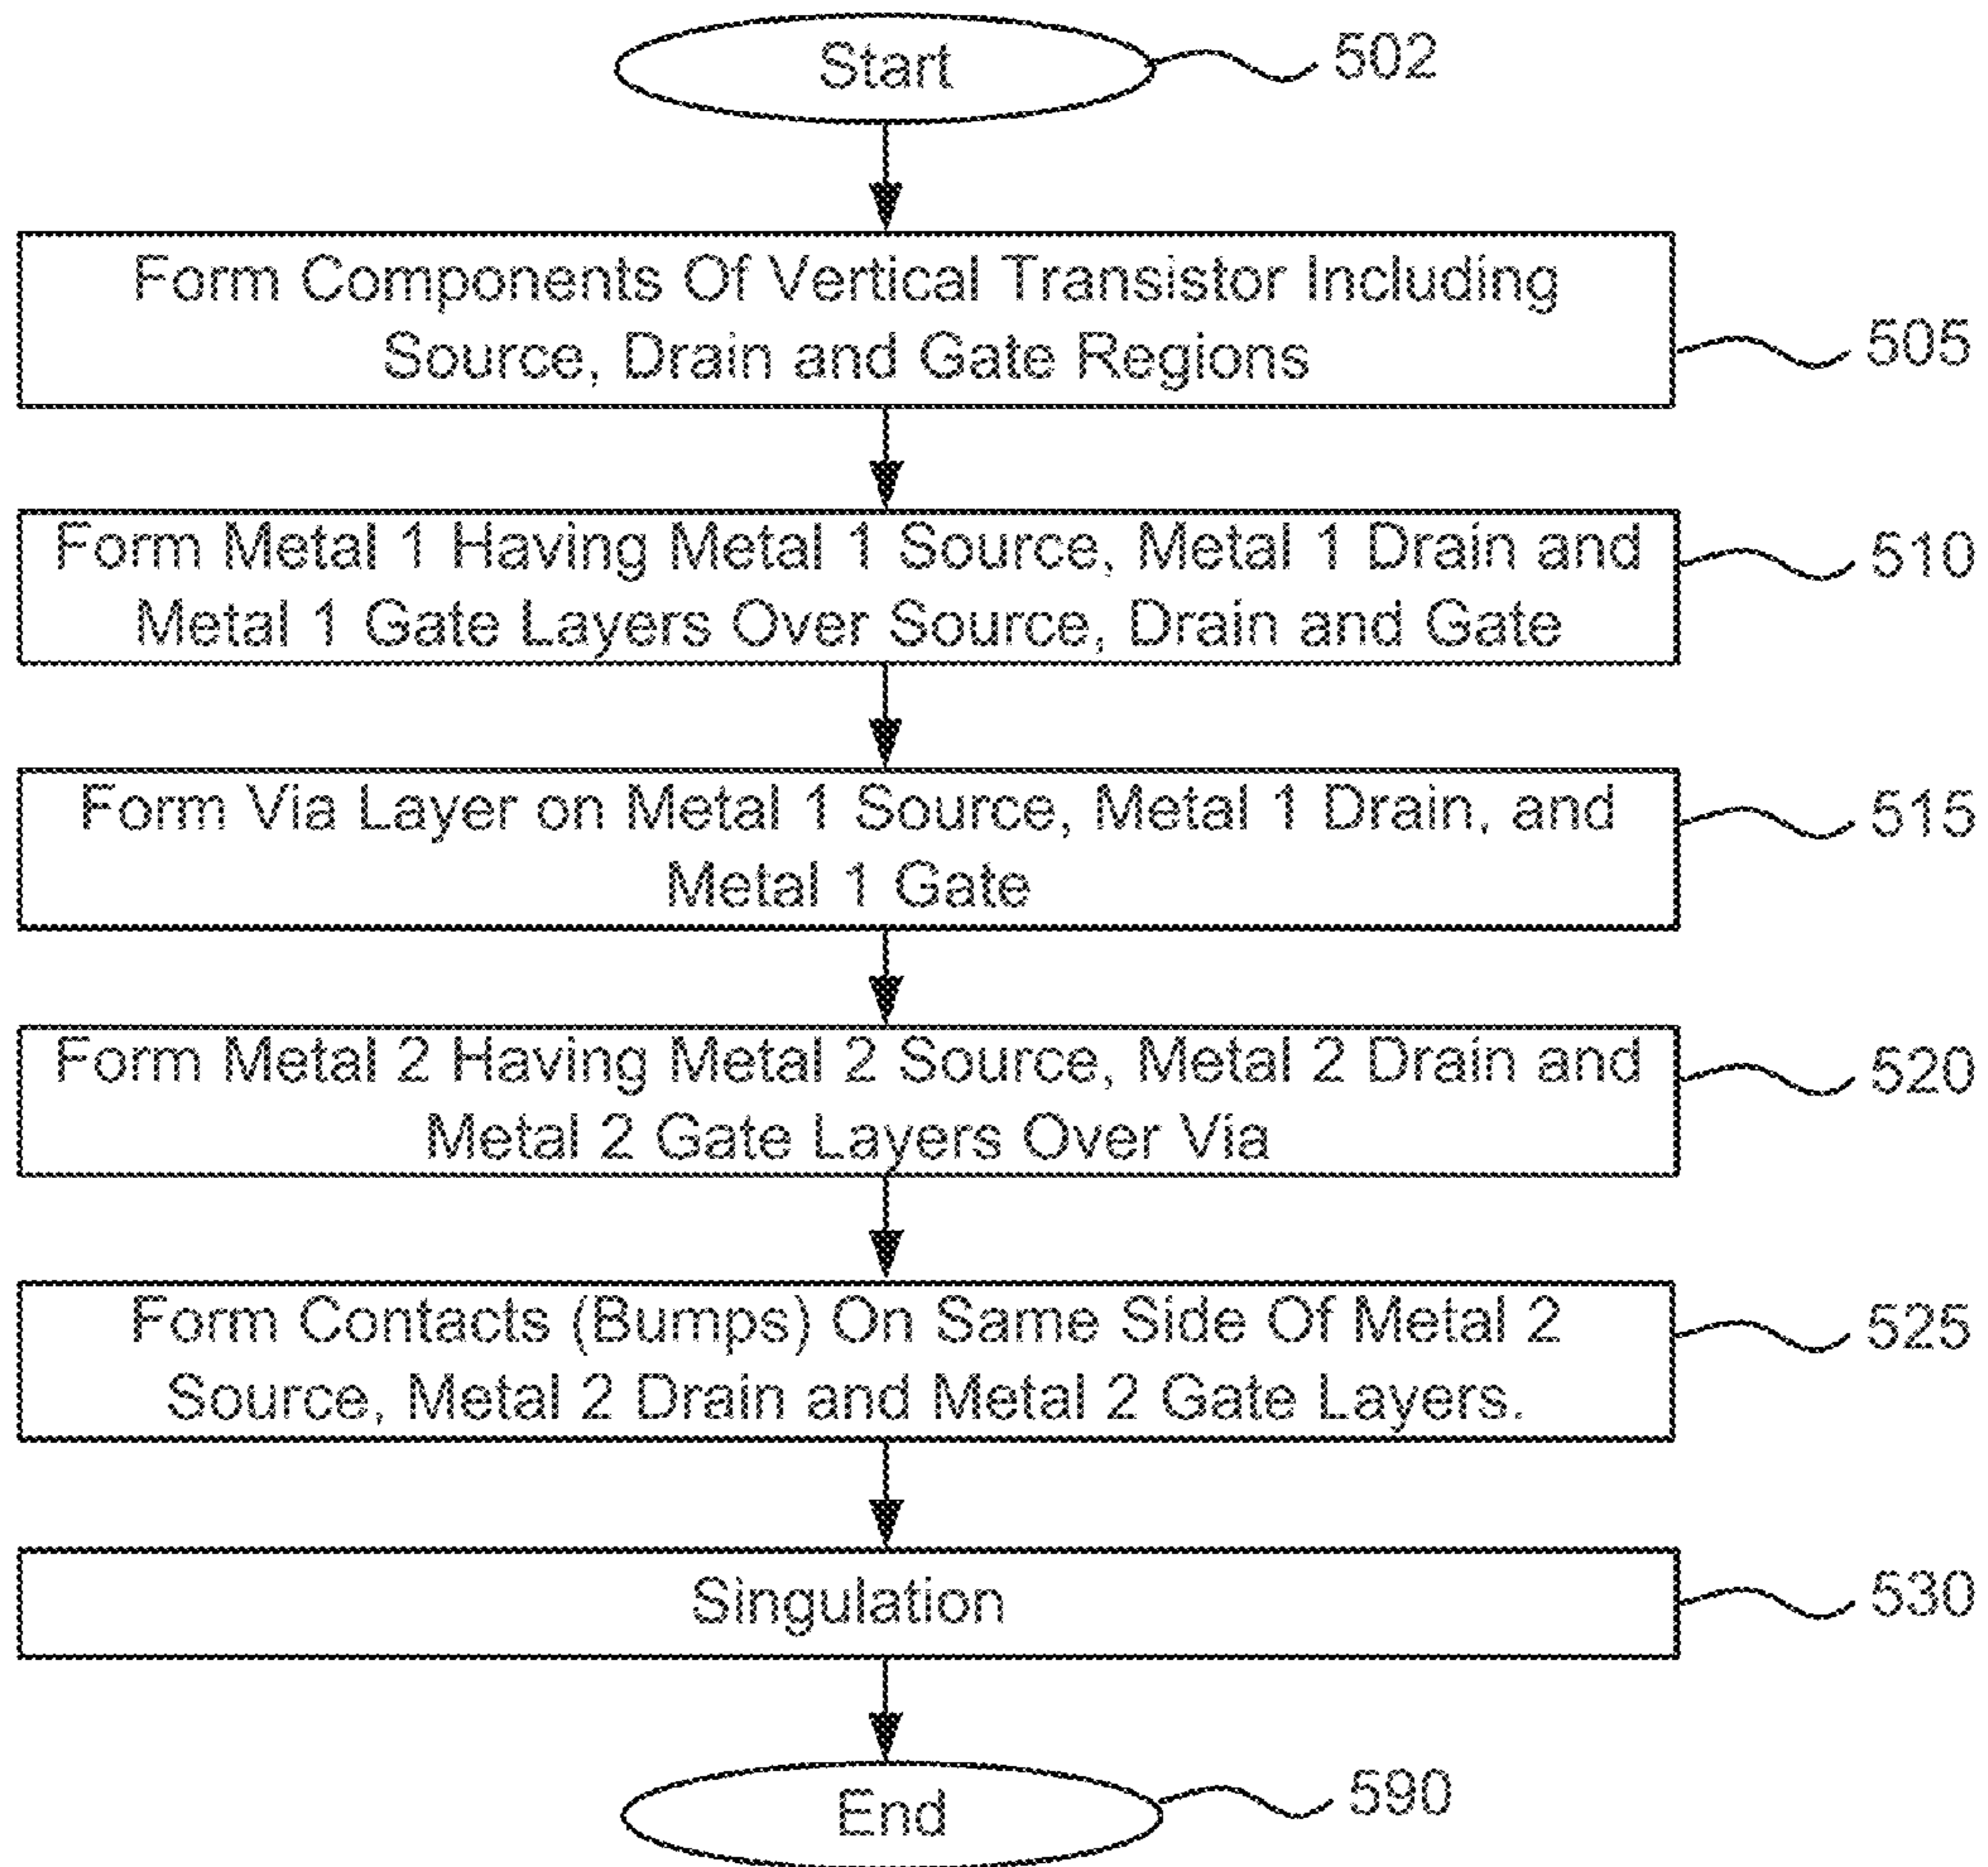 Start
502
Form Components Of Vertical Transistor Including
Source, Drain and Gate Regions
505
Form Metal 1 Having Metal 1 Source, Metal 1 Drain and
Metal 1 Gate Layers Over Source, Drain and Gate
510
Form Via Layer on Metal 1 Source, Metal 1 Drain, and
Metal 1 Gate
515
Form Metal 2 Having Metal 2 Source, Metal 2 Drain and
Metal 2 Gate Layers Over Via
520
Form Contacts (Bumps) On Same Side Of Metal 2
Source, Metal 2 Drain and Metal 2 Gate Layers.
525
Singulation
530
End
590